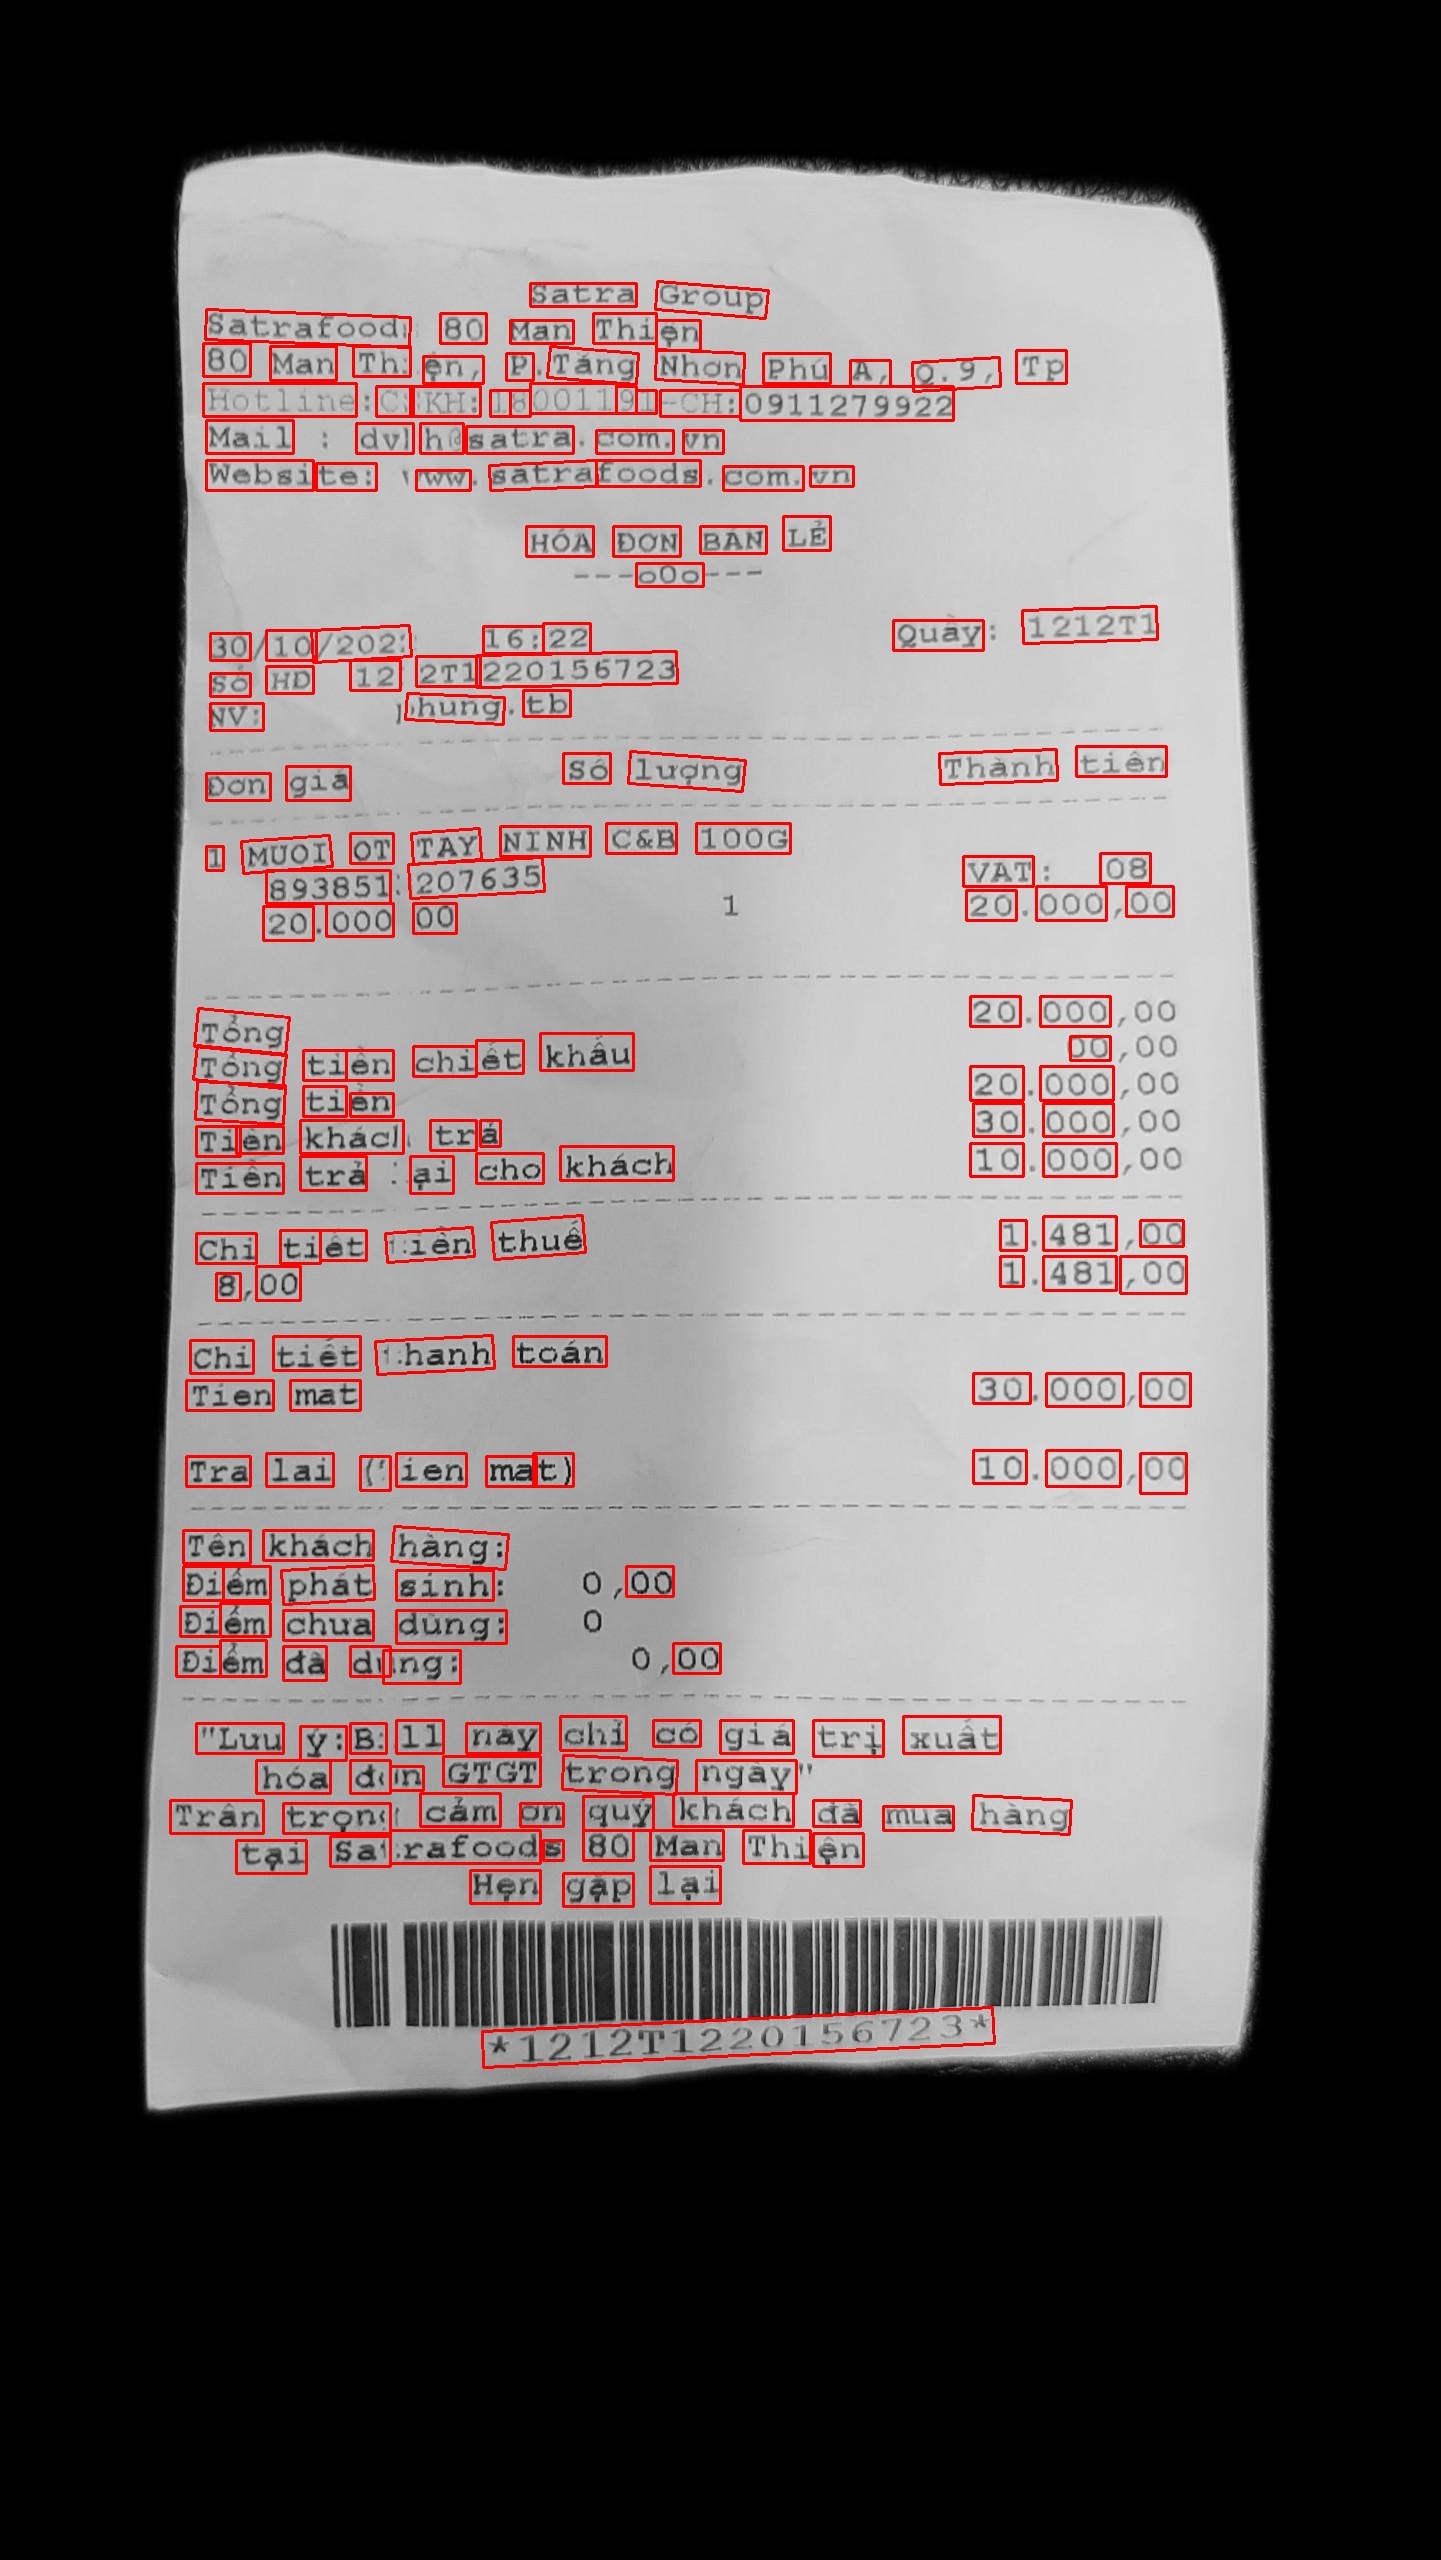 Satra Group
Satrafoods 80 Man Thiện
80 Man Thiện, P.Tăng Nhơn Phú A, Q.9, Tp
Hotline:CSKH:18001191-CH:0911279922
Mail : dvkh@satra.com.vn
Website: www.satrafoods.com.vn
HÓA ĐƠN BÁN LẺ
---oOo---
30/10/202 16:22 Quầy: 1212T1
Số HD 1212T1220156723
NV: phung.tb
Đơn giá Số lượng Thành tiền
1 MUOI OT TAY NINH C&B 100G
893851 207635 VAT: 08
20.000 00 1 20.000,00
Tổng 20.000,00
Tổng tiền chiết khấu 00,00
Tổng tiền 20.000,00
Tiền khách trả 30.000,00
Tiền trả lại cho khách 10.000,00
Chi tiết tiền thuế 1.481,00
8,00 1.481,00
Chi tiết thanh toán
Tien mat 30.000,00
Tra lai (Tien mat) 10.000,00
Tên khách hàng:
Điểm phát sinh: 0,00
Điểm chưa dùng: 0
Điểm đã dùng: 0,00
"Lưu ý:Bill này chỉ có giá trị xuất
hóa đơn GTGT trong ngày"
Trân trọng cảm ơn quý khách đã mua hàng
tại Satrafoods 80 Man Thiện
Hẹn gặp lại
*1212T1220156723*